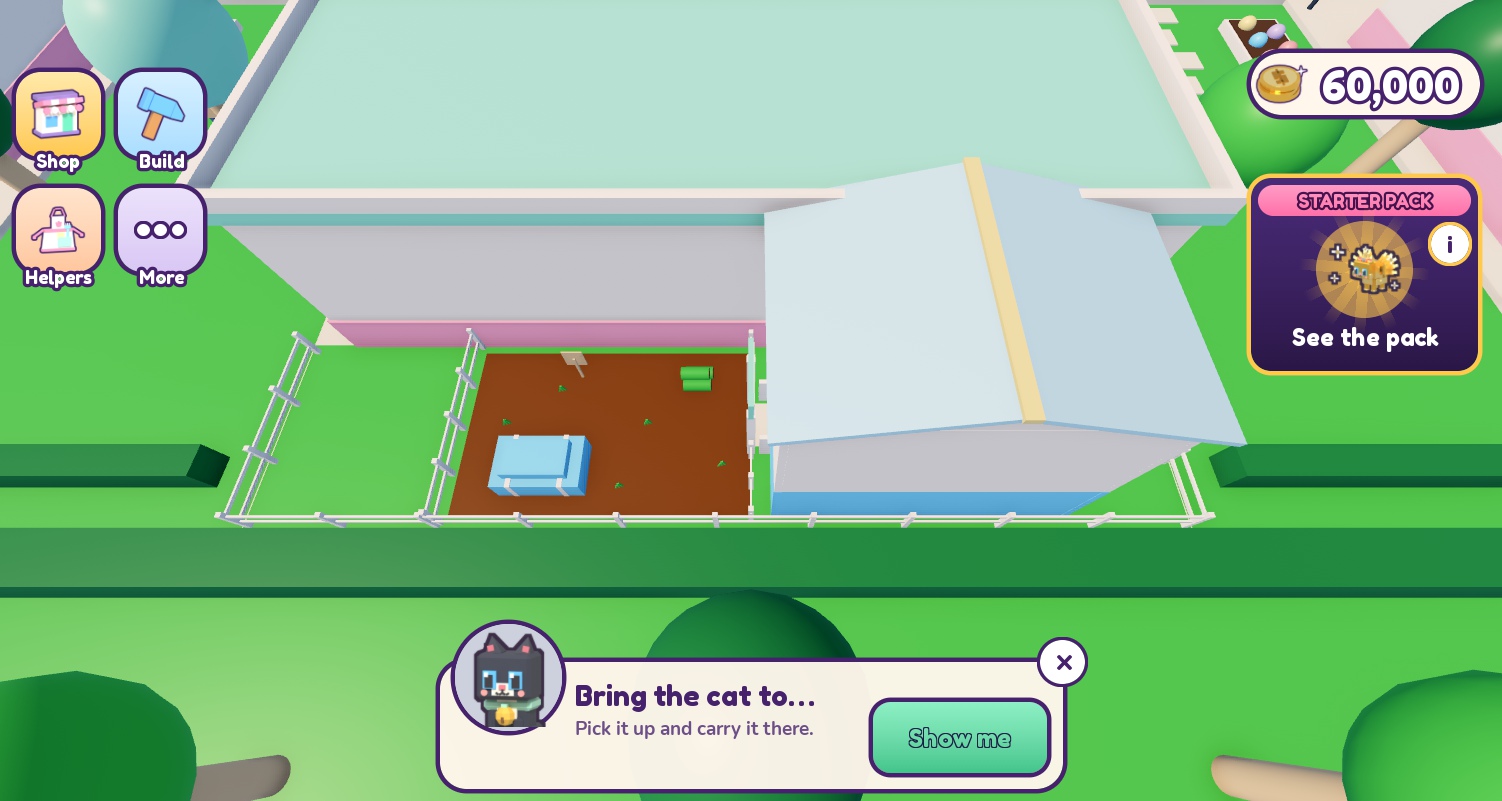 Shop
Build
Helpers
More
60,000
STARTER PACK
i
See the pack
Bring the cat to...
Pick it up and carry it there.
Show me